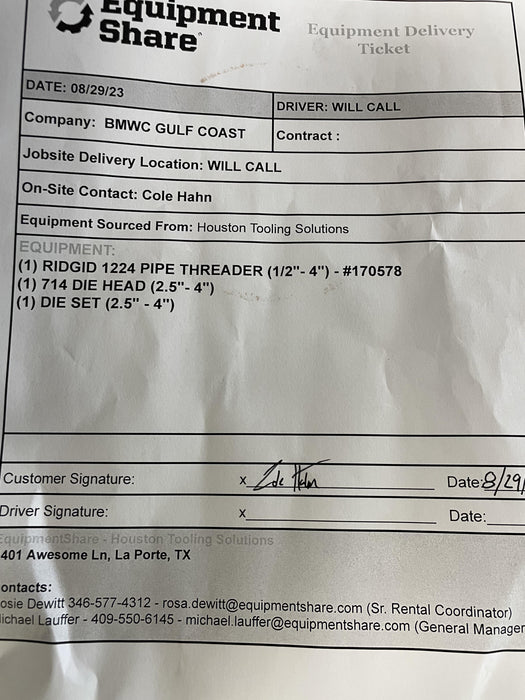 Equipment
Share
Equipment Delivery
Ticket
DATE: 08/29/23
DRIVER: WILL CALL
Company: BMWC GULF COAST
Contract :
Jobsite Delivery Location: WILL CALL
On-Site Contact: Cole Hahn
Equipment Sourced From: Houston Tooling Solutions
EQUIPMENT:
(1) RIDGID 1224 PIPE THREADER (1/2"- 4") - #170578
(1) 714 DIE HEAD (2.5"- 4")
(1) DIE SET (2.5" - 4")
Customer Signature: x Cole Hahn Date: 8/29/
Driver Signature: x Date:
EquipmentShare - Houston Tooling Solutions
401 Awesome Ln, La Porte, TX
ontacts:
osie Dewitt 346-577-4312 - rosa.dewitt@equipmentshare.com (Sr. Rental Coordinator)
ichael Lauffer - 409-550-6145 - michael.lauffer@equipmentshare.com (General Manager